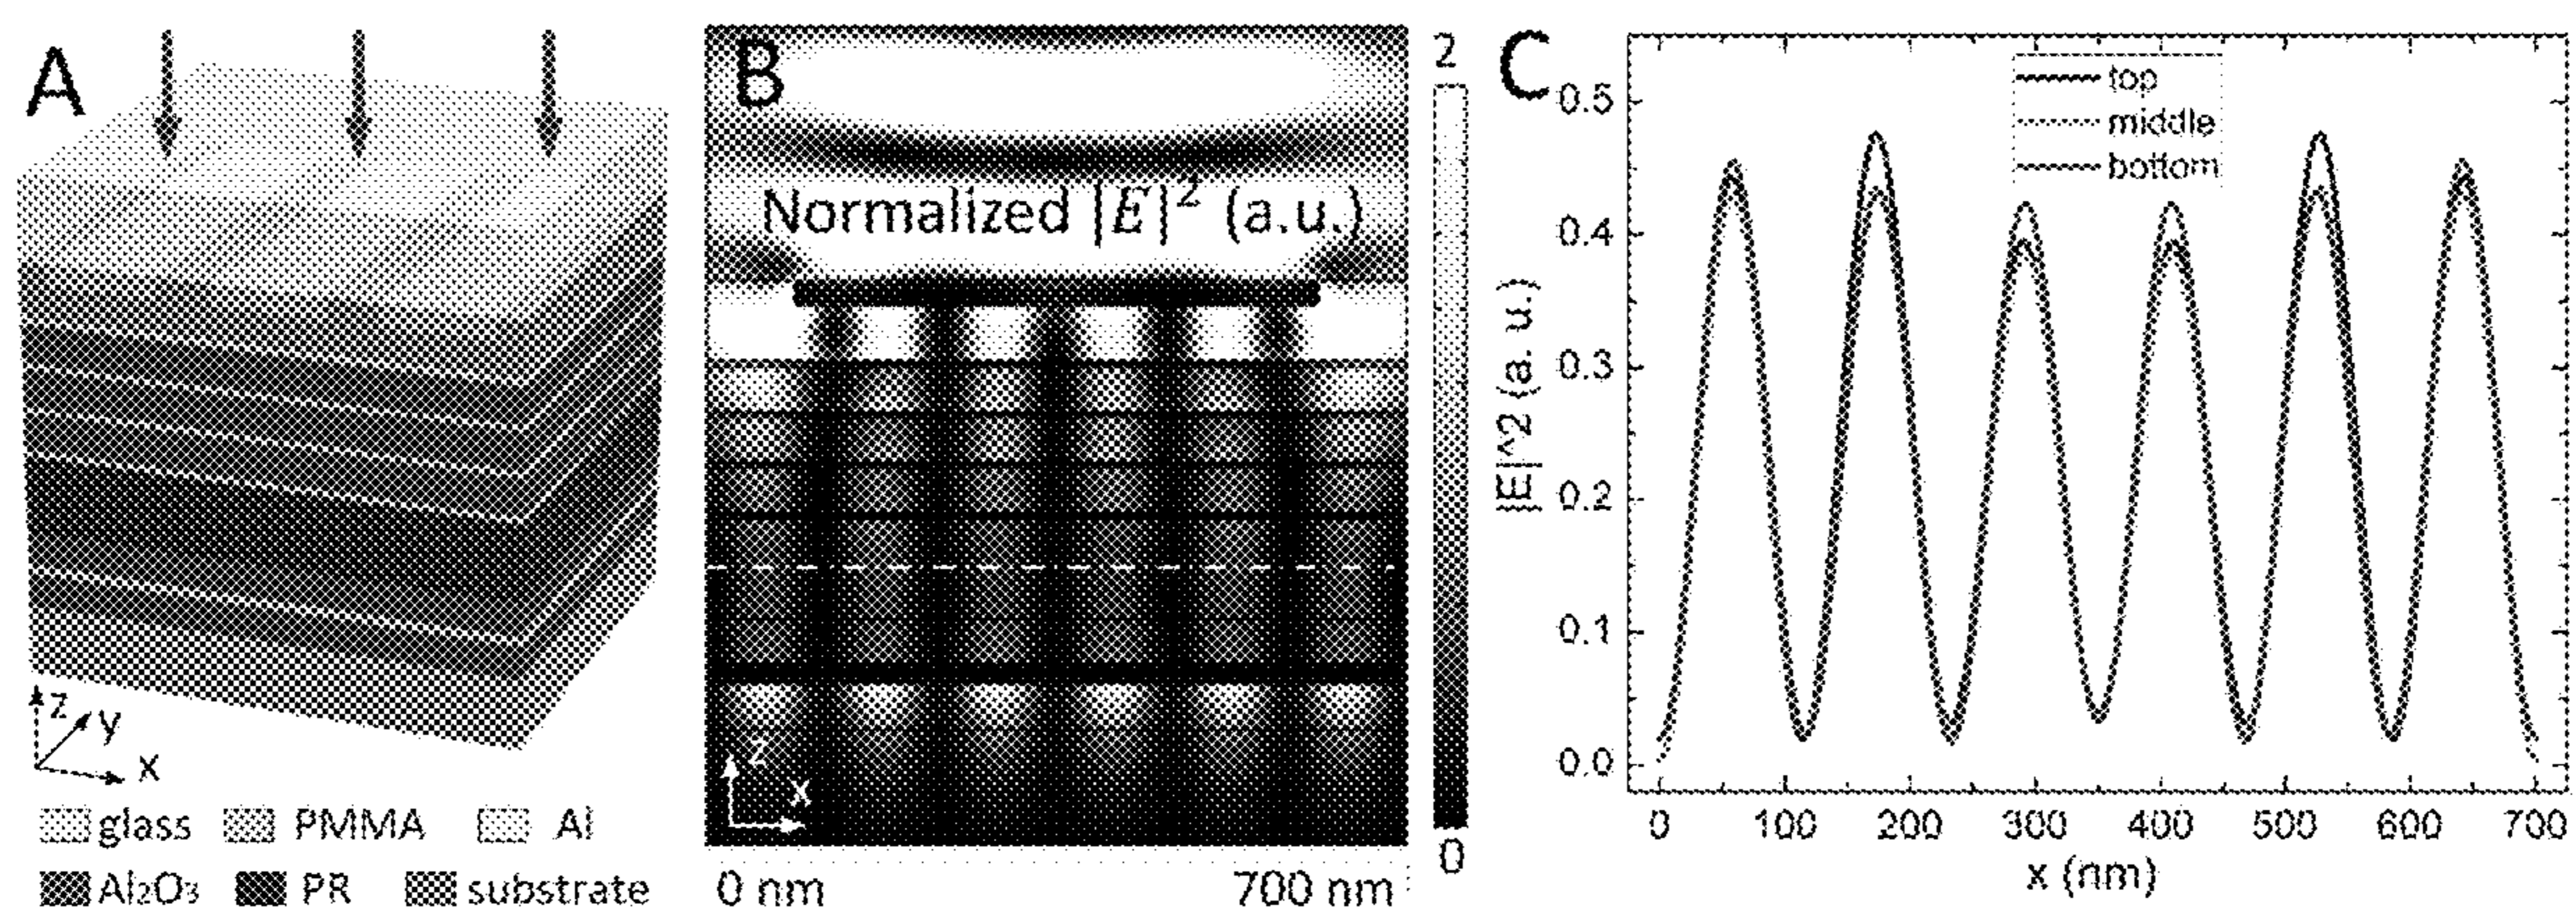 A
z
y
x
glass PMMA Al
Al₂O₃ PR substrate
B
Normalized |E|² (a.u.)
z
x
0 nm 700 nm
2
0
C
top
middle
bottom
|E|^2 (a. u.)
0.5
0.4
0.3
0.2
0.1
0.0
0 100 200 300 400 500 600 700
x (nm)